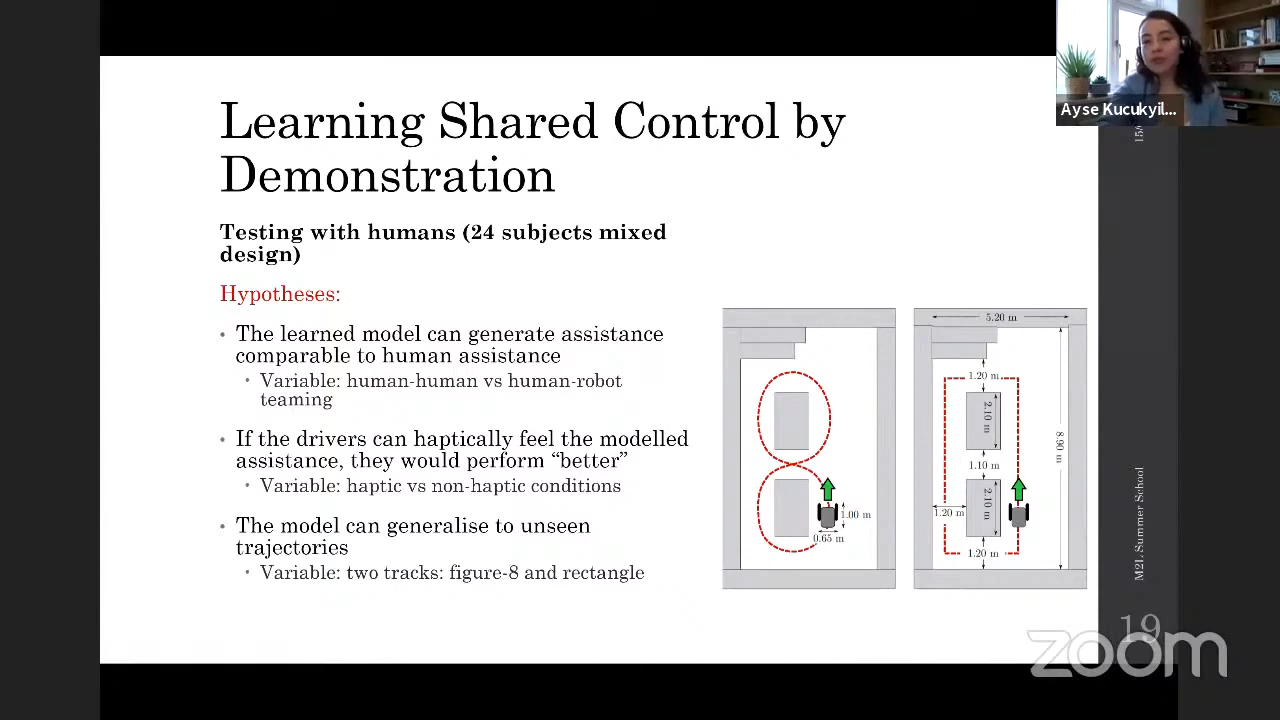 Learning Shared Control by
Demonstration
Testing with humans (24 subjects mixed
design)
Hypotheses:
• The learned model can generate assistance
comparable to human assistance
• Variable: human-human vs human-robot
teaming
• If the drivers can haptically feel the modelled
assistance, they would perform “better”
• Variable: haptic vs non-haptic conditions
• The model can generalise to unseen
trajectories
• Variable: two tracks: figure-8 and rectangle
1.00 m
0.65 m
5.20 m
1.20 m
2.10 m
8.90 m
1.10 m
2.10 m
1.20 m
1.20 m
Ayse Kucukyil...
15/
M2L Summer School
19
zoom